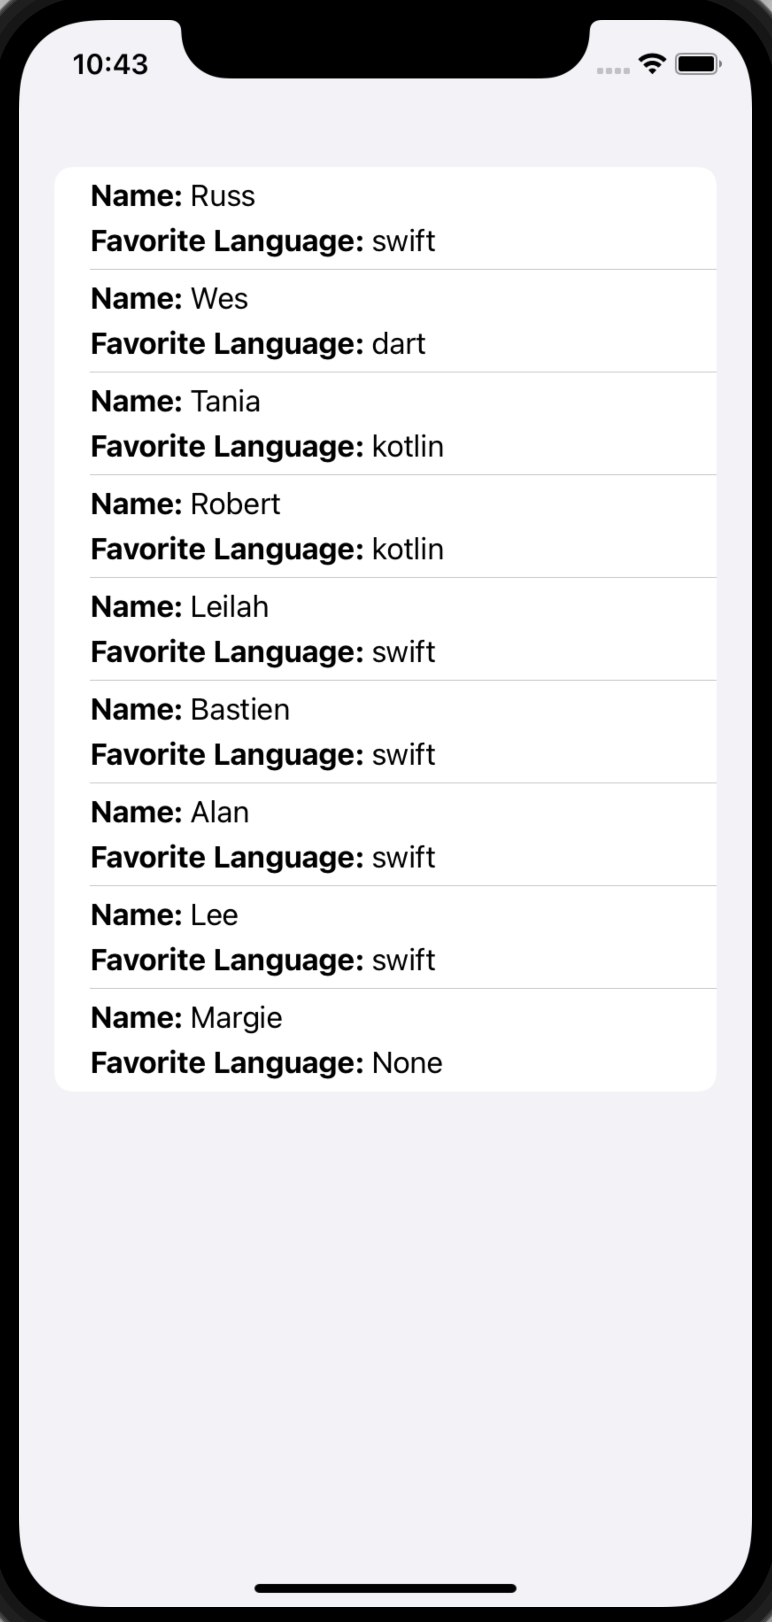 10:43
Name: Russ
Favorite Language: swift
Name: Wes
Favorite Language: dart
Name: Tania
Favorite Language: kotlin
Name: Robert
Favorite Language: kotlin
Name: Leilah
Favorite Language: swift
Name: Bastien
Favorite Language: swift
Name: Alan
Favorite Language: swift
Name: Lee
Favorite Language: swift
Name: Margie
Favorite Language: None